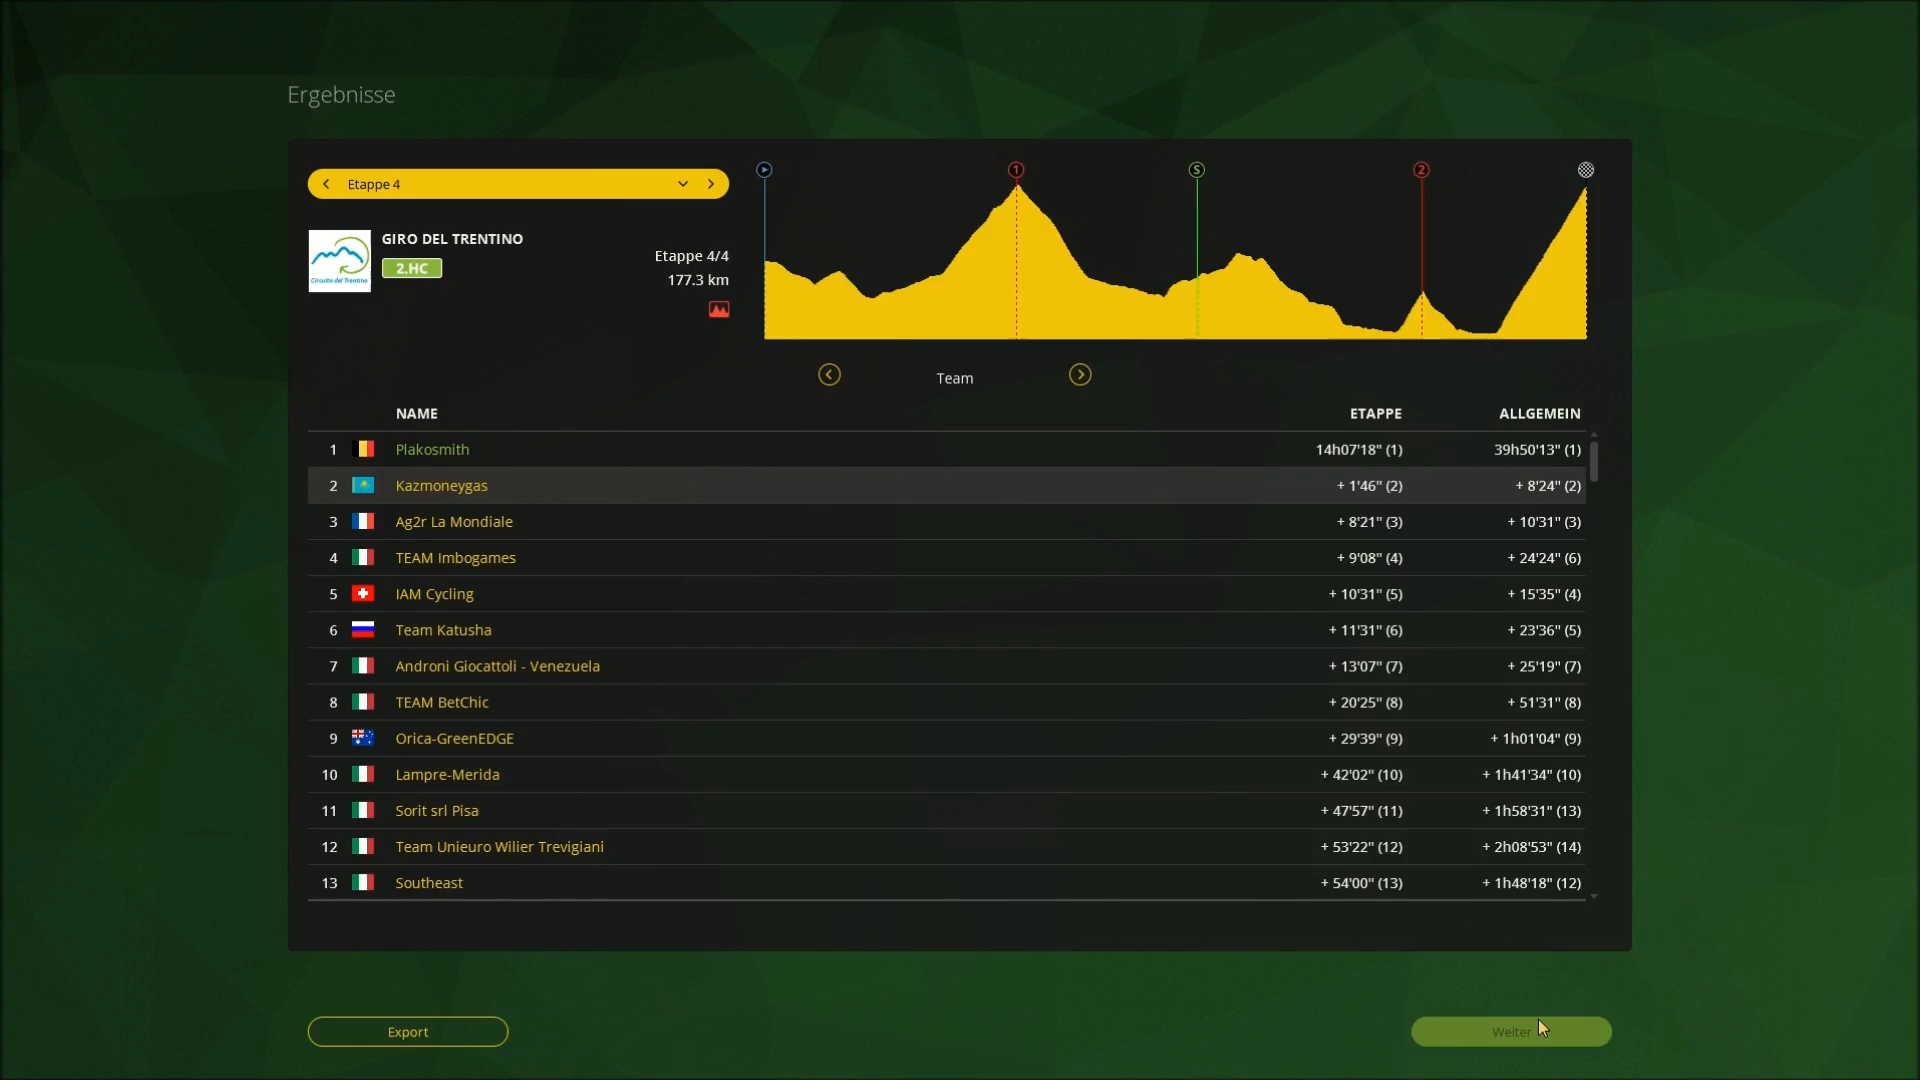 Ergebnisse
Etappe 4
GIRO DEL TRENTINO
2.HC
Circuito del Trentino
Etappe 4/4
177.3 km
1
S
2
Team
NAME ETAPPE ALLGEMEIN
1 Plakosmith 14h07'18" (1) 39h50'13" (1)
2 Kazmoneygas + 1'46" (2) + 8'24" (2)
3 Ag2r La Mondiale + 8'21" (3) + 10'31" (3)
4 TEAM Imbogames + 9'08" (4) + 24'24" (6)
5 IAM Cycling + 10'31" (5) + 15'35" (4)
6 Team Katusha + 11'31" (6) + 23'36" (5)
7 Androni Giocattoli - Venezuela + 13'07" (7) + 25'19" (7)
8 TEAM BetChic + 20'25" (8) + 51'31" (8)
9 Orica-GreenEDGE + 29'39" (9) + 1h01'04" (9)
10 Lampre-Merida + 42'02" (10) + 1h41'34" (10)
11 Sorit srl Pisa + 47'57" (11) + 1h58'31" (13)
12 Team Unieuro Wilier Trevigiani + 53'22" (12) + 2h08'53" (14)
13 Southeast + 54'00" (13) + 1h48'18" (12)
Export
Weiter